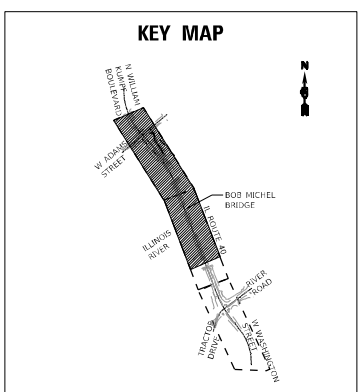 KEY MAP
N
N WILLIAM
KUMPF
BOULEVARD
W ADAMS
STREET
BOB MICHEL
BRIDGE
IL ROUTE 40
ILLINOIS
RIVER
RIVER
ROAD
TRACTOR
DRIVE
W WASHINGTON
STREET